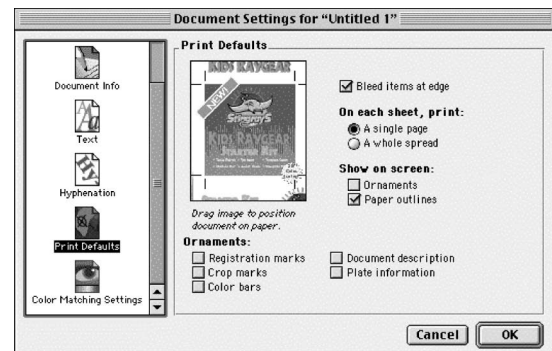 Document Settings for “Untitled 1”
Document Info
Text
Hyphenation
Print Defaults
Color Matching Settings
Print Defaults
KIDS RAYGEAR
NEW!
Stingrays
KIDS RAYGEAR
STARTER KIT
Drag image to position
document on paper.
Bleed items at edge
On each sheet, print:
A single page
A whole spread
Show on screen:
Ornaments
Paper outlines
Ornaments:
Registration marks
Crop marks
Color bars
Document description
Plate information
Cancel
OK